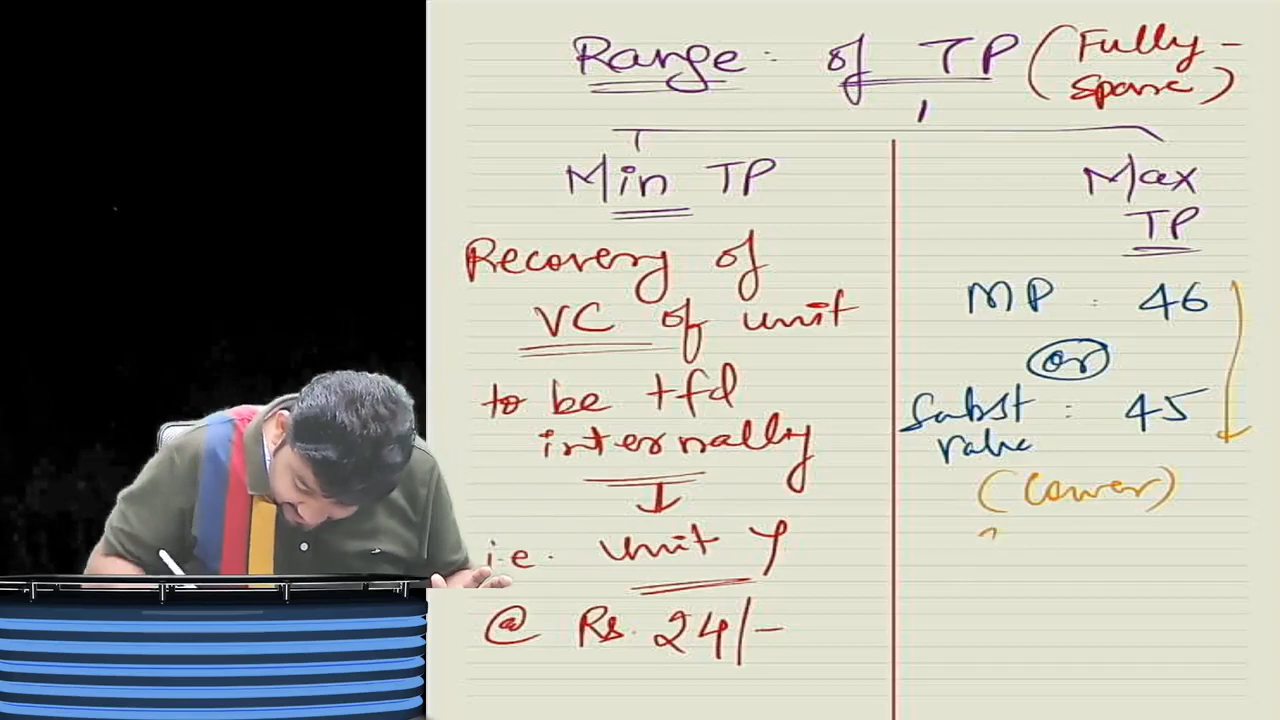 Range: of TP (Fully-
Spare)
Min TP
Recovery of
VC of unit
to be tfd
internally
i.e. Unit Y
@ Rs. 24/-
Max
TP
MP : 46
or
Subst : 45
value
(lower)